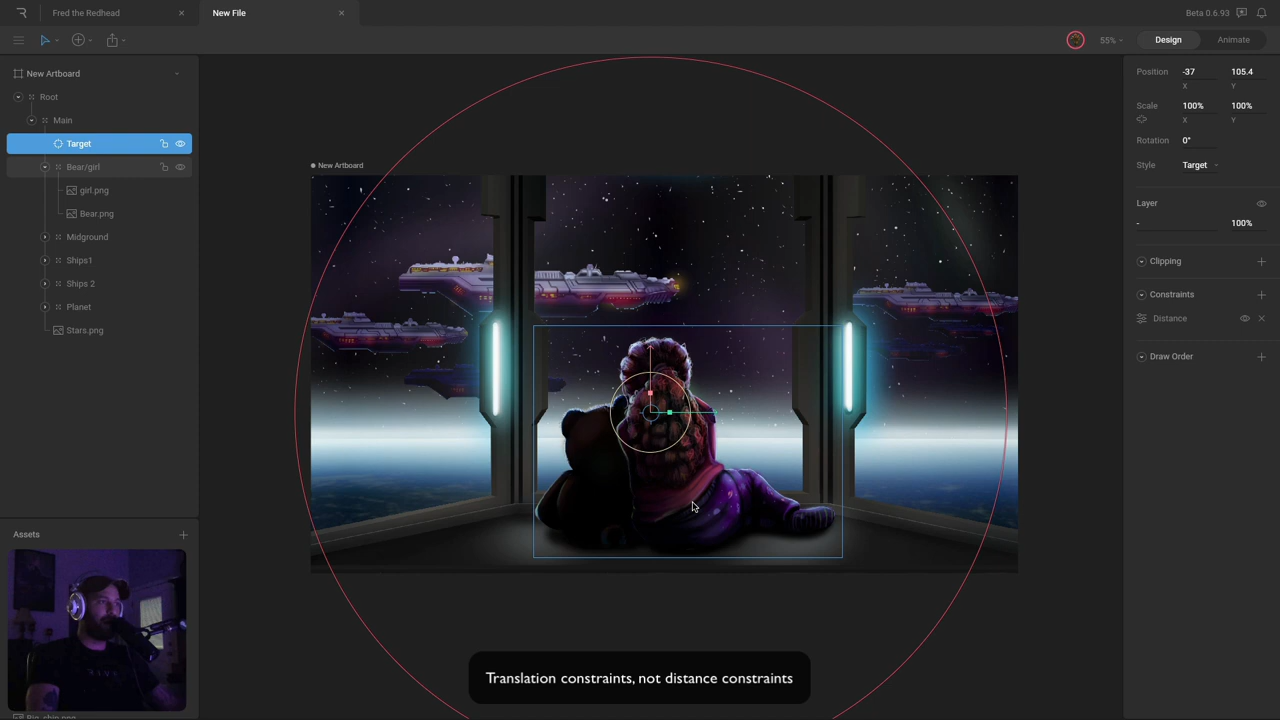 Fred the Redhead
New File
Beta 0.6.93
55%
Design
Animate
New Artboard
Root
Main
Target
Bear/girl
girl.png
Bear.png
Midground
Ships1
Ships 2
Planet
Stars.png
Assets
New Artboard
Position
-37
105.4
X
Y
Scale
100%
100%
X
Y
Rotation
0°
Style
Target
Layer
-
100%
Clipping
Constraints
Distance
Draw Order
Translation constraints, not distance constraints